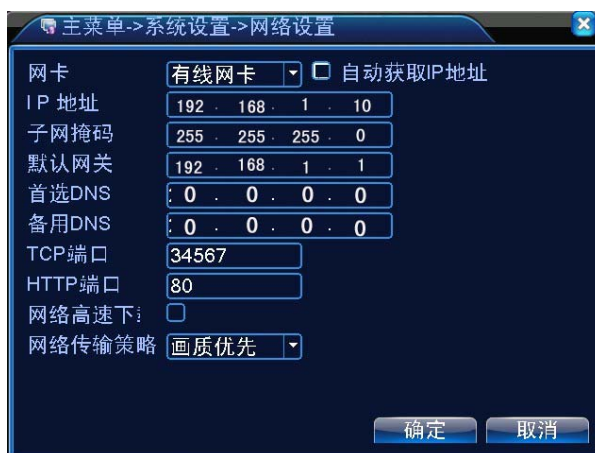 主菜单->系统设置->网络设置
网卡 有线网卡 自动获取IP地址
IP地址 192 . 168 . 1 . 10
子网掩码 255 . 255 . 255 . 0
默认网关 192 . 168 . 1 . 1
首选DNS 0 . 0 . 0 . 0
备用DNS 0 . 0 . 0 . 0
TCP端口 34567
HTTP端口 80
网络高速下
网络传输策略 画质优先
确定 取消